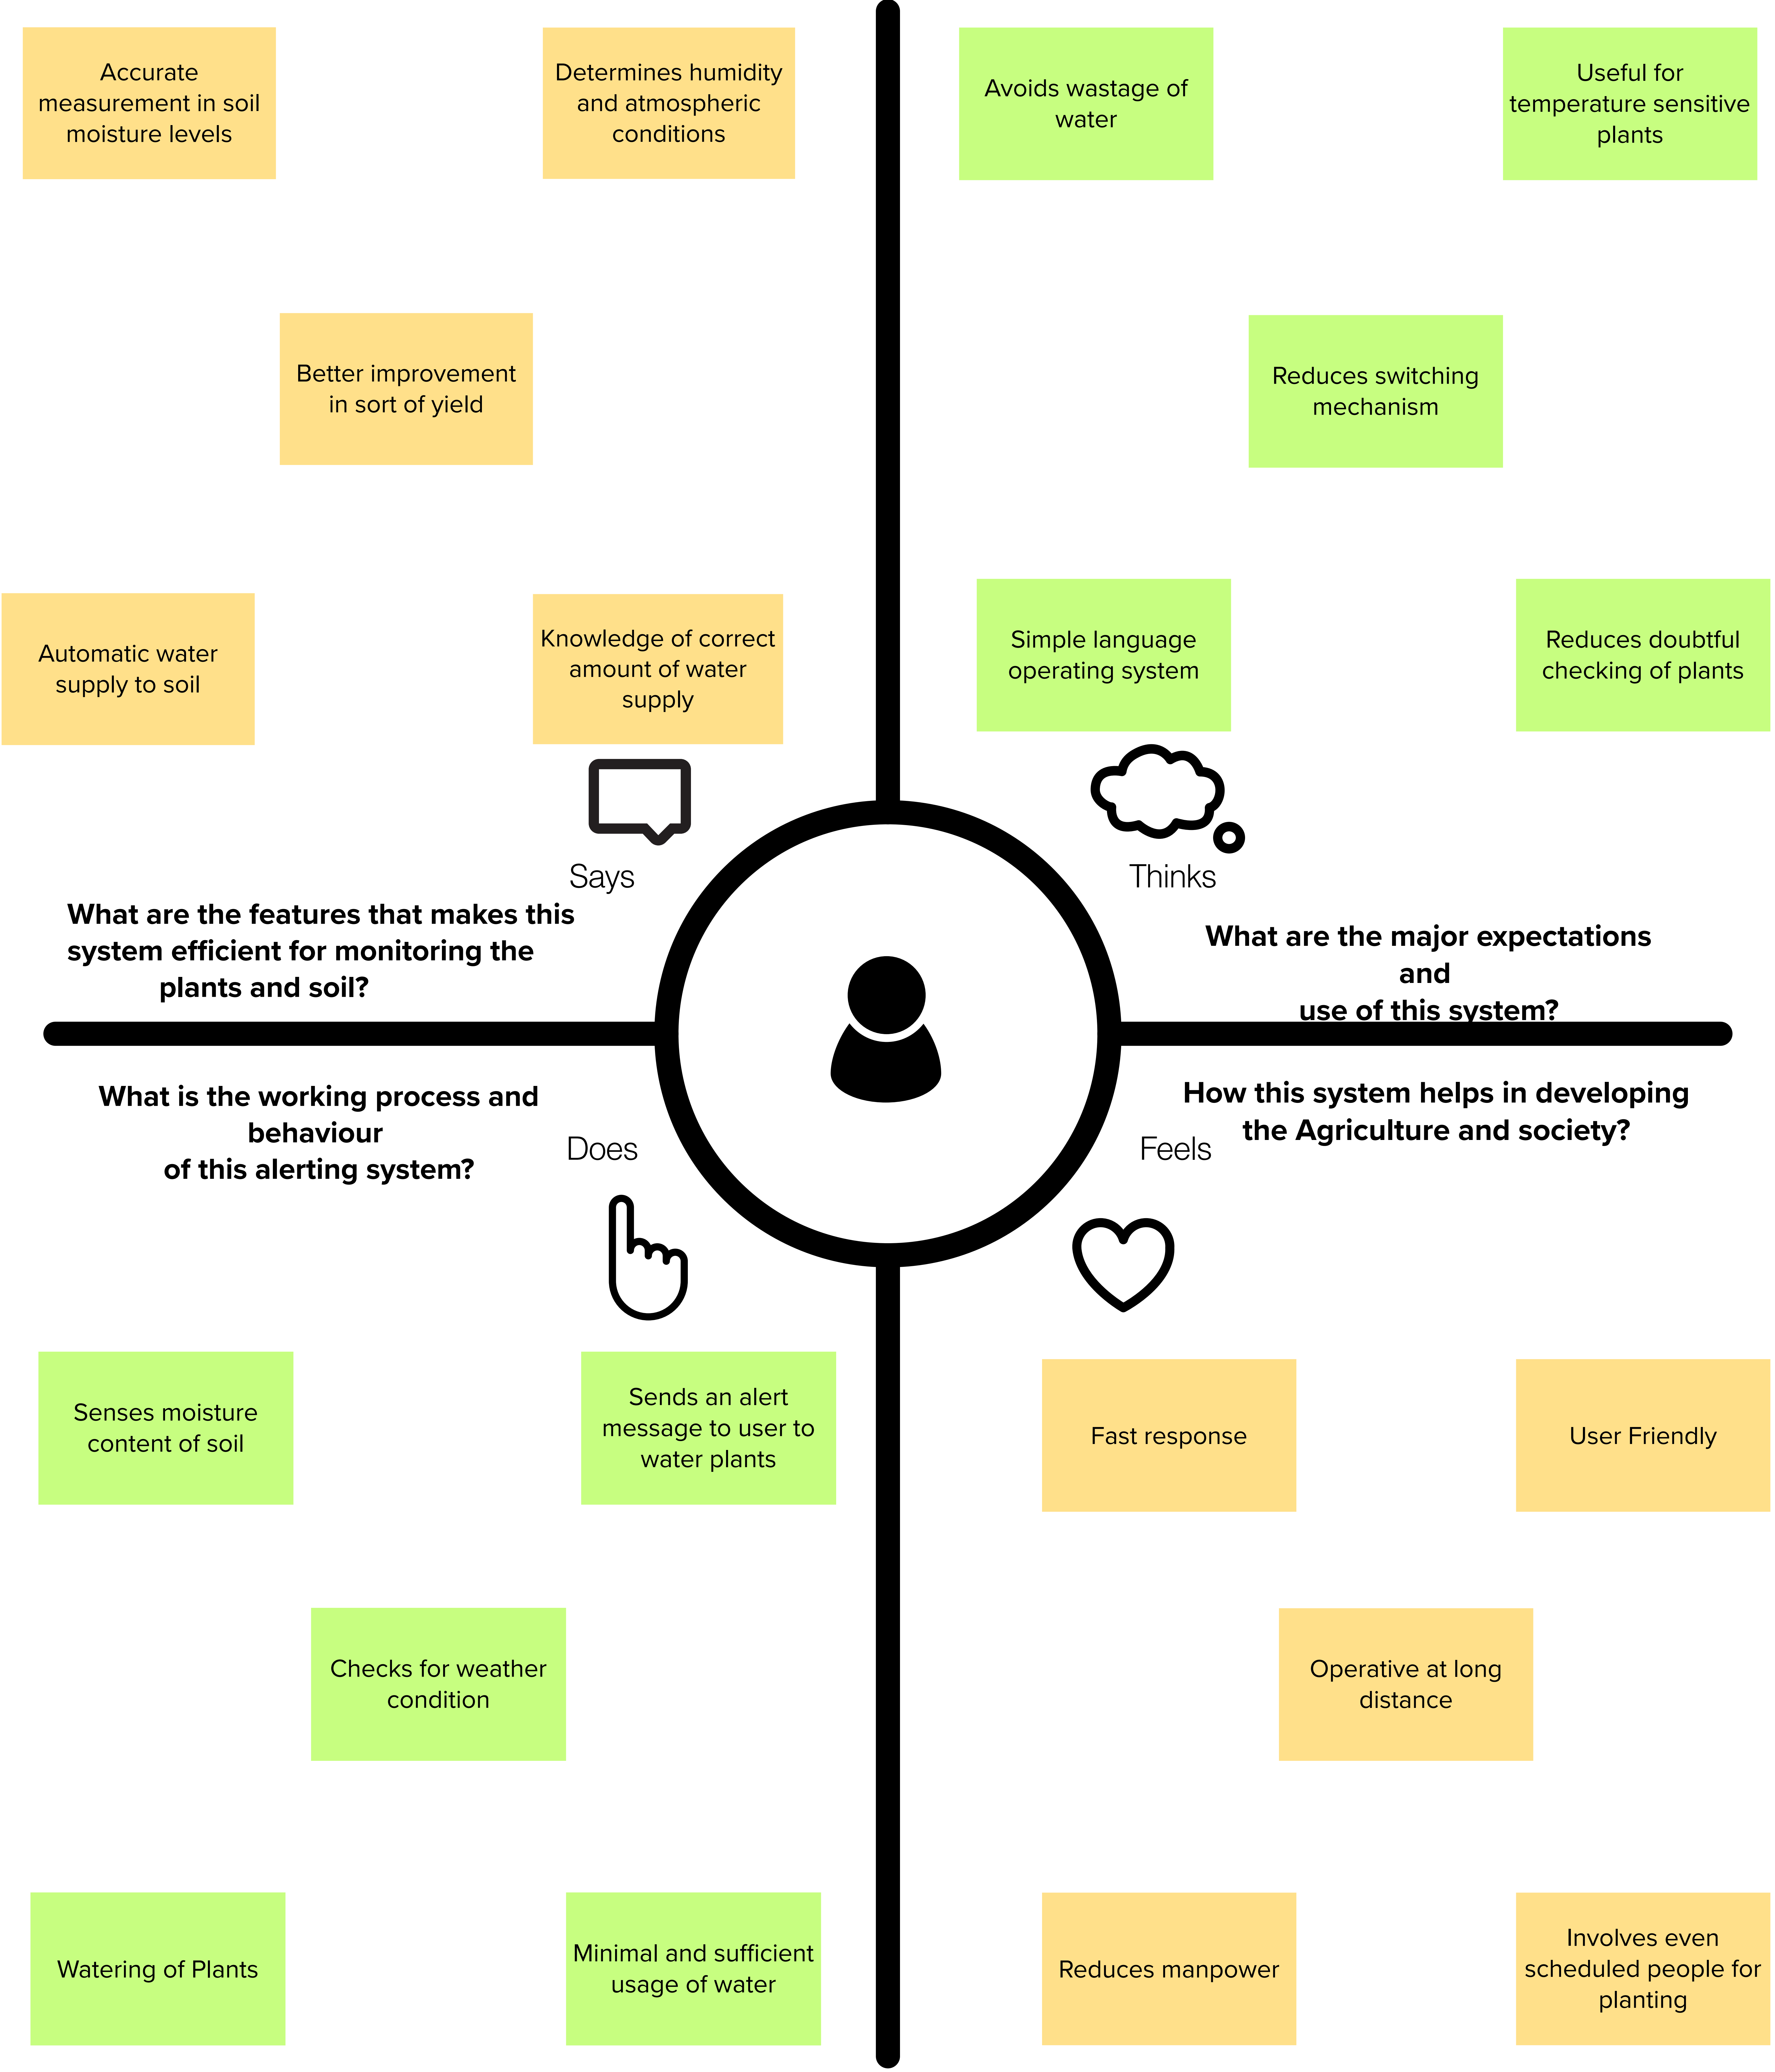 Accurate
measurement in soil
moisture levels
Determines humidity
and atmospheric
conditions
Better improvement
in sort of yield
Automatic water
supply to soil
Knowledge of correct
amount of water
supply
Says
What are the features that makes this
system efficient for monitoring the
plants and soil?
Avoids wastage of
water
Useful for
temperature sensitive
plants
Reduces switching
mechanism
Simple language
operating system
Reduces doubtful
checking of plants
Thinks
What are the major expectations
and
use of this system?
What is the working process and
behaviour
of this alerting system?
Does
Senses moisture
content of soil
Sends an alert
message to user to
water plants
Checks for weather
condition
Watering of Plants
Minimal and sufficient
usage of water
How this system helps in developing
the Agriculture and society?
Feels
Fast response
User Friendly
Operative at long
distance
Reduces manpower
Involves even
scheduled people for
planting